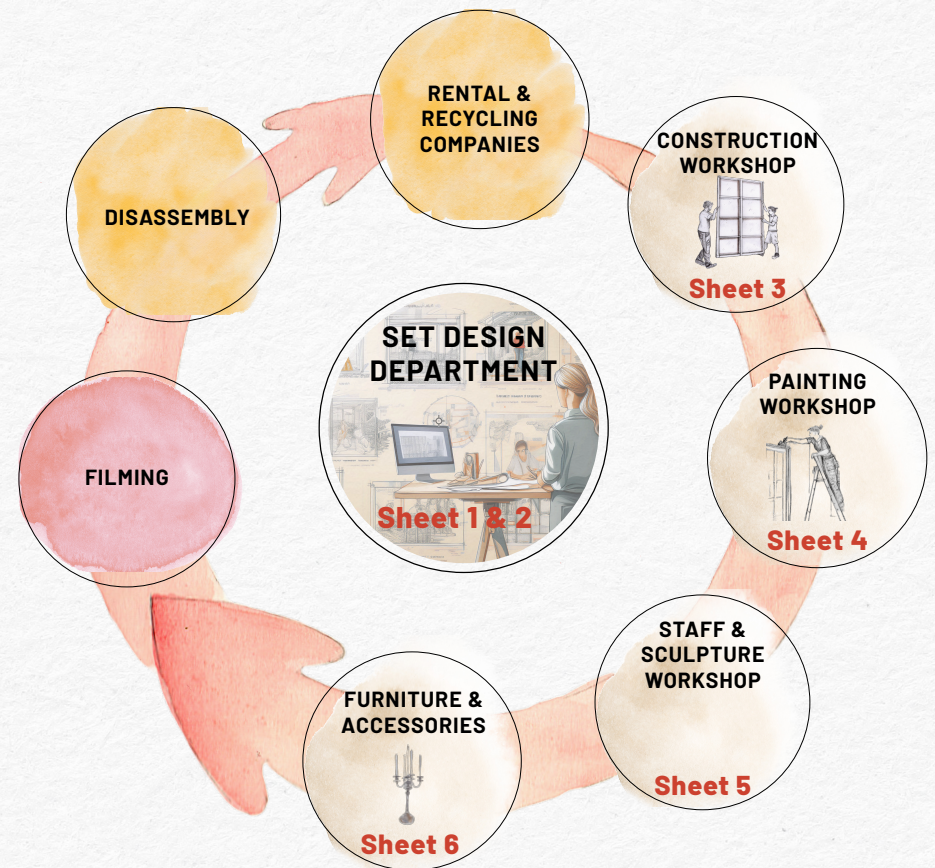 RENTAL &
RECYCLING
COMPANIES
CONSTRUCTION
WORKSHOP
Sheet 3
PAINTING
WORKSHOP
Sheet 4
STAFF &
SCULPTURE
WORKSHOP
Sheet 5
FURNITURE &
ACCESSORIES
Sheet 6
FILMING
DISASSEMBLY
SET DESIGN
DEPARTMENT
Sheet 1 & 2